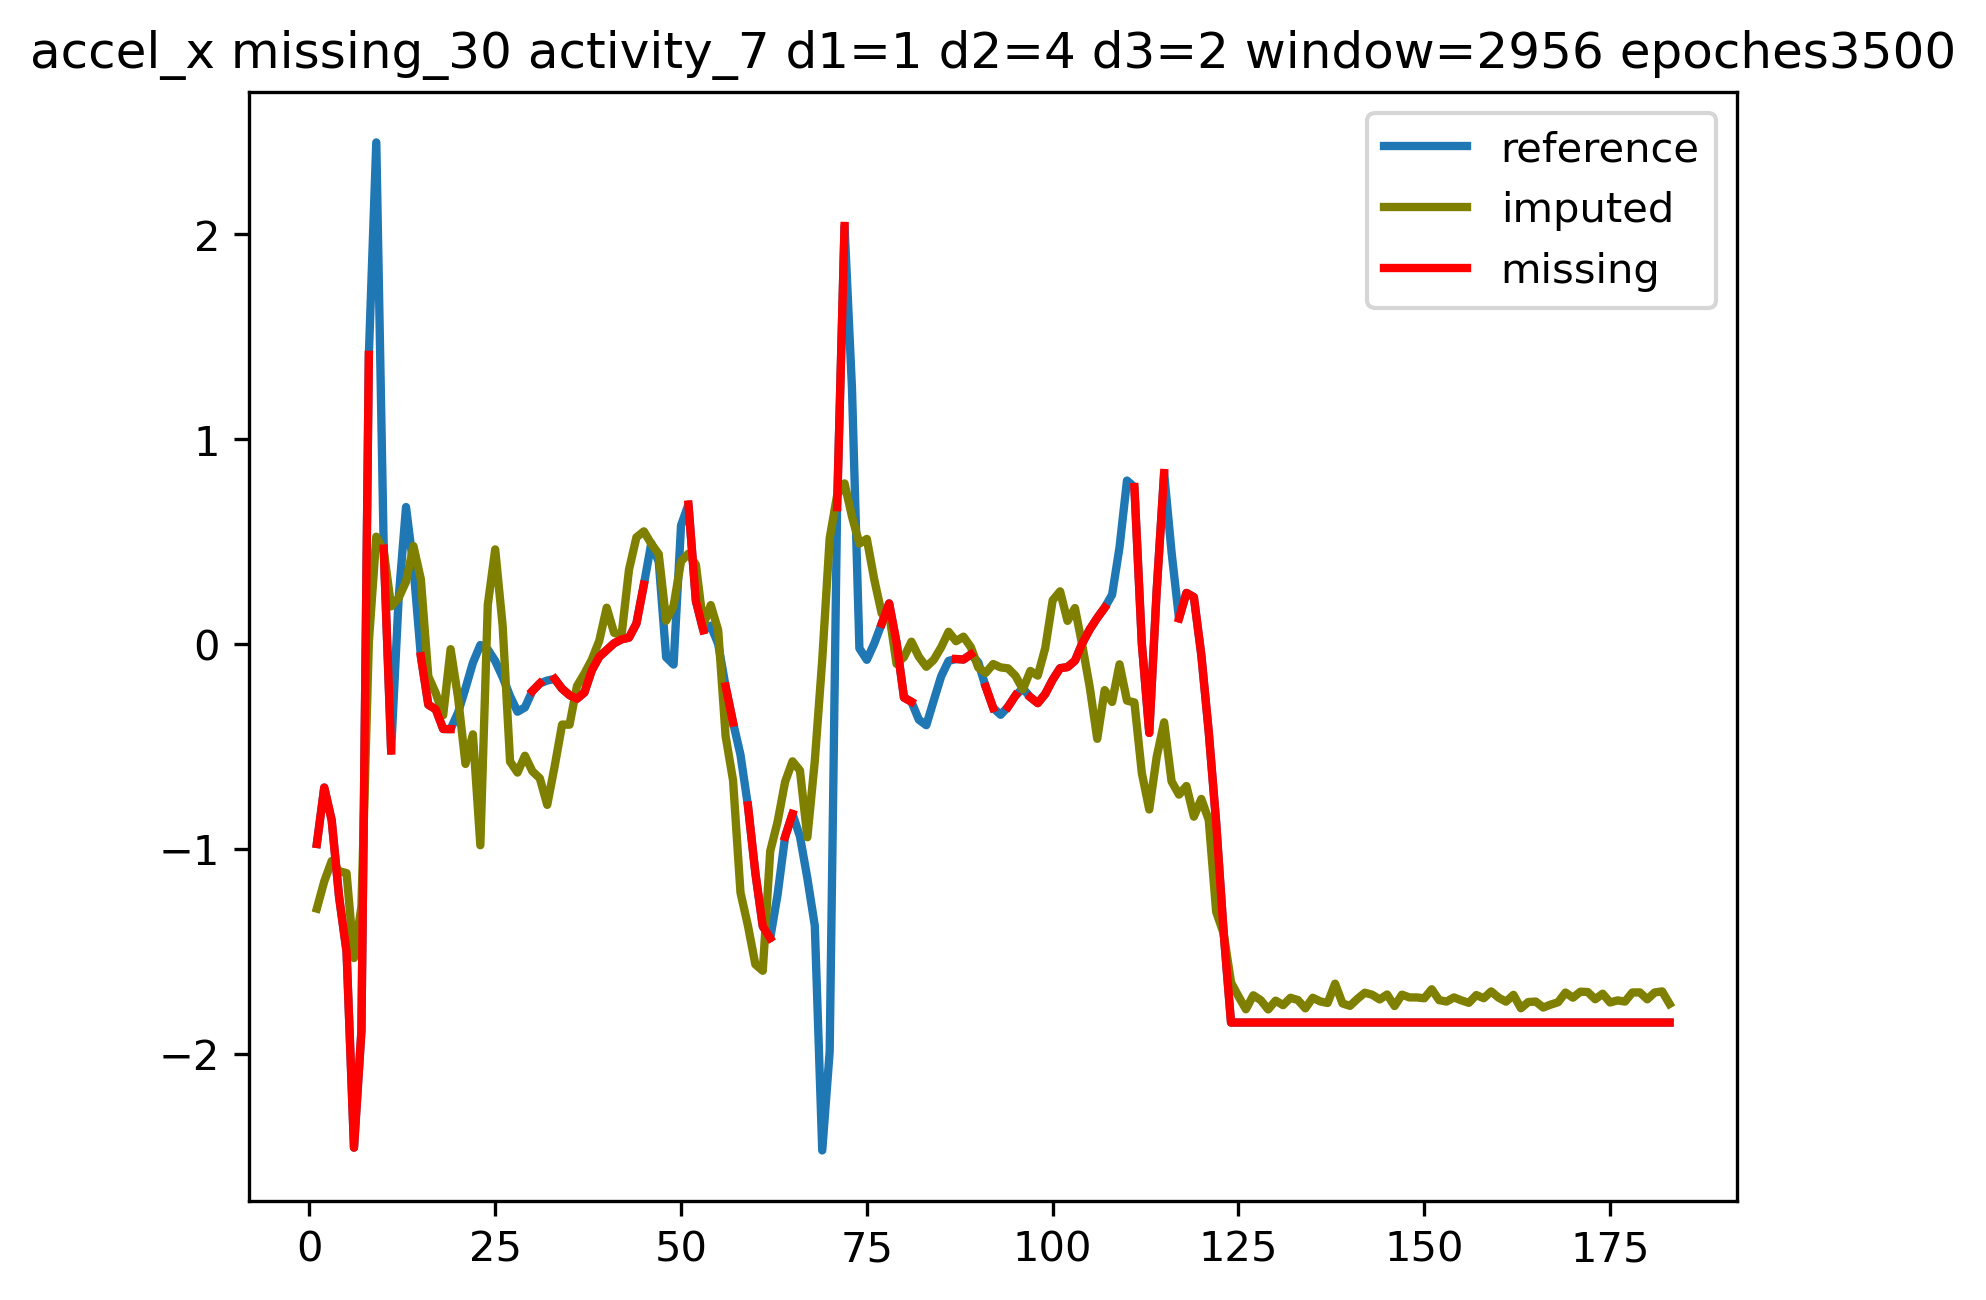 accel_x missing_30 activity_7 d1=1 d2=4 d3=2 window=2956 epoches3500
reference
imputed
missing
2
1
0
−1
−2
0 25 50 75 100 125 150 175